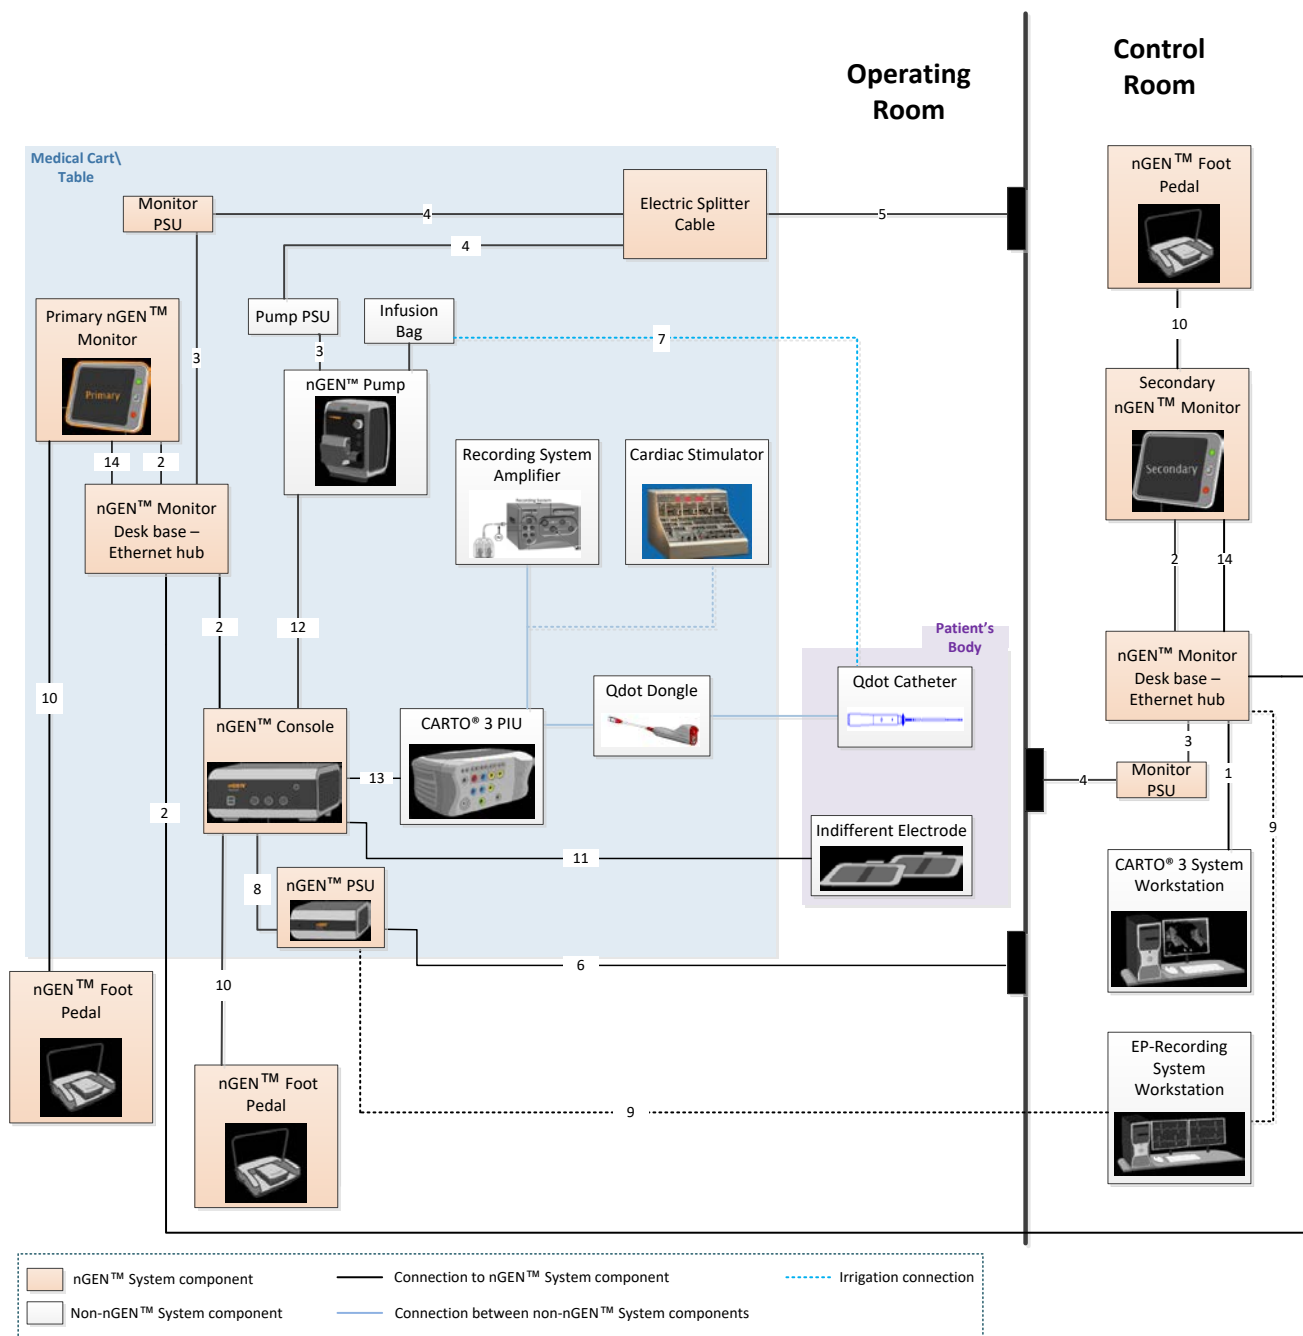 Operating
Room
Control
Room
Medical Cart\
Table
Monitor
PSU
4
Electric Splitter
Cable
5
4
nGEN™ Foot
Pedal
Primary nGEN™
Monitor
Primary
3
Pump PSU
Infusion
Bag
3
7
10
nGEN™ Pump
Secondary
nGEN™ Monitor
Secondary
14
2
Recording System
Amplifier
Recording System
Cardiac Stimulator
nGEN™ Monitor
Desk base –
Ethernet hub
2
14
2
12
Patient's
Body
nGEN™ Monitor
Desk base –
Ethernet hub
10
nGEN™ Console
CARTO® 3 PIU
Qdot Dongle
Qdot Catheter
13
3
Monitor
PSU
4
1
2
9
Indifferent Electrode
11
CARTO® 3 System
Workstation
8
nGEN™ PSU
6
10
nGEN™ Foot
Pedal
nGEN™ Foot
Pedal
9
EP-Recording
System
Workstation
nGEN™ System component
Connection to nGEN™ System component
Irrigation connection
Non-nGEN™ System component
Connection between non-nGEN™ System components